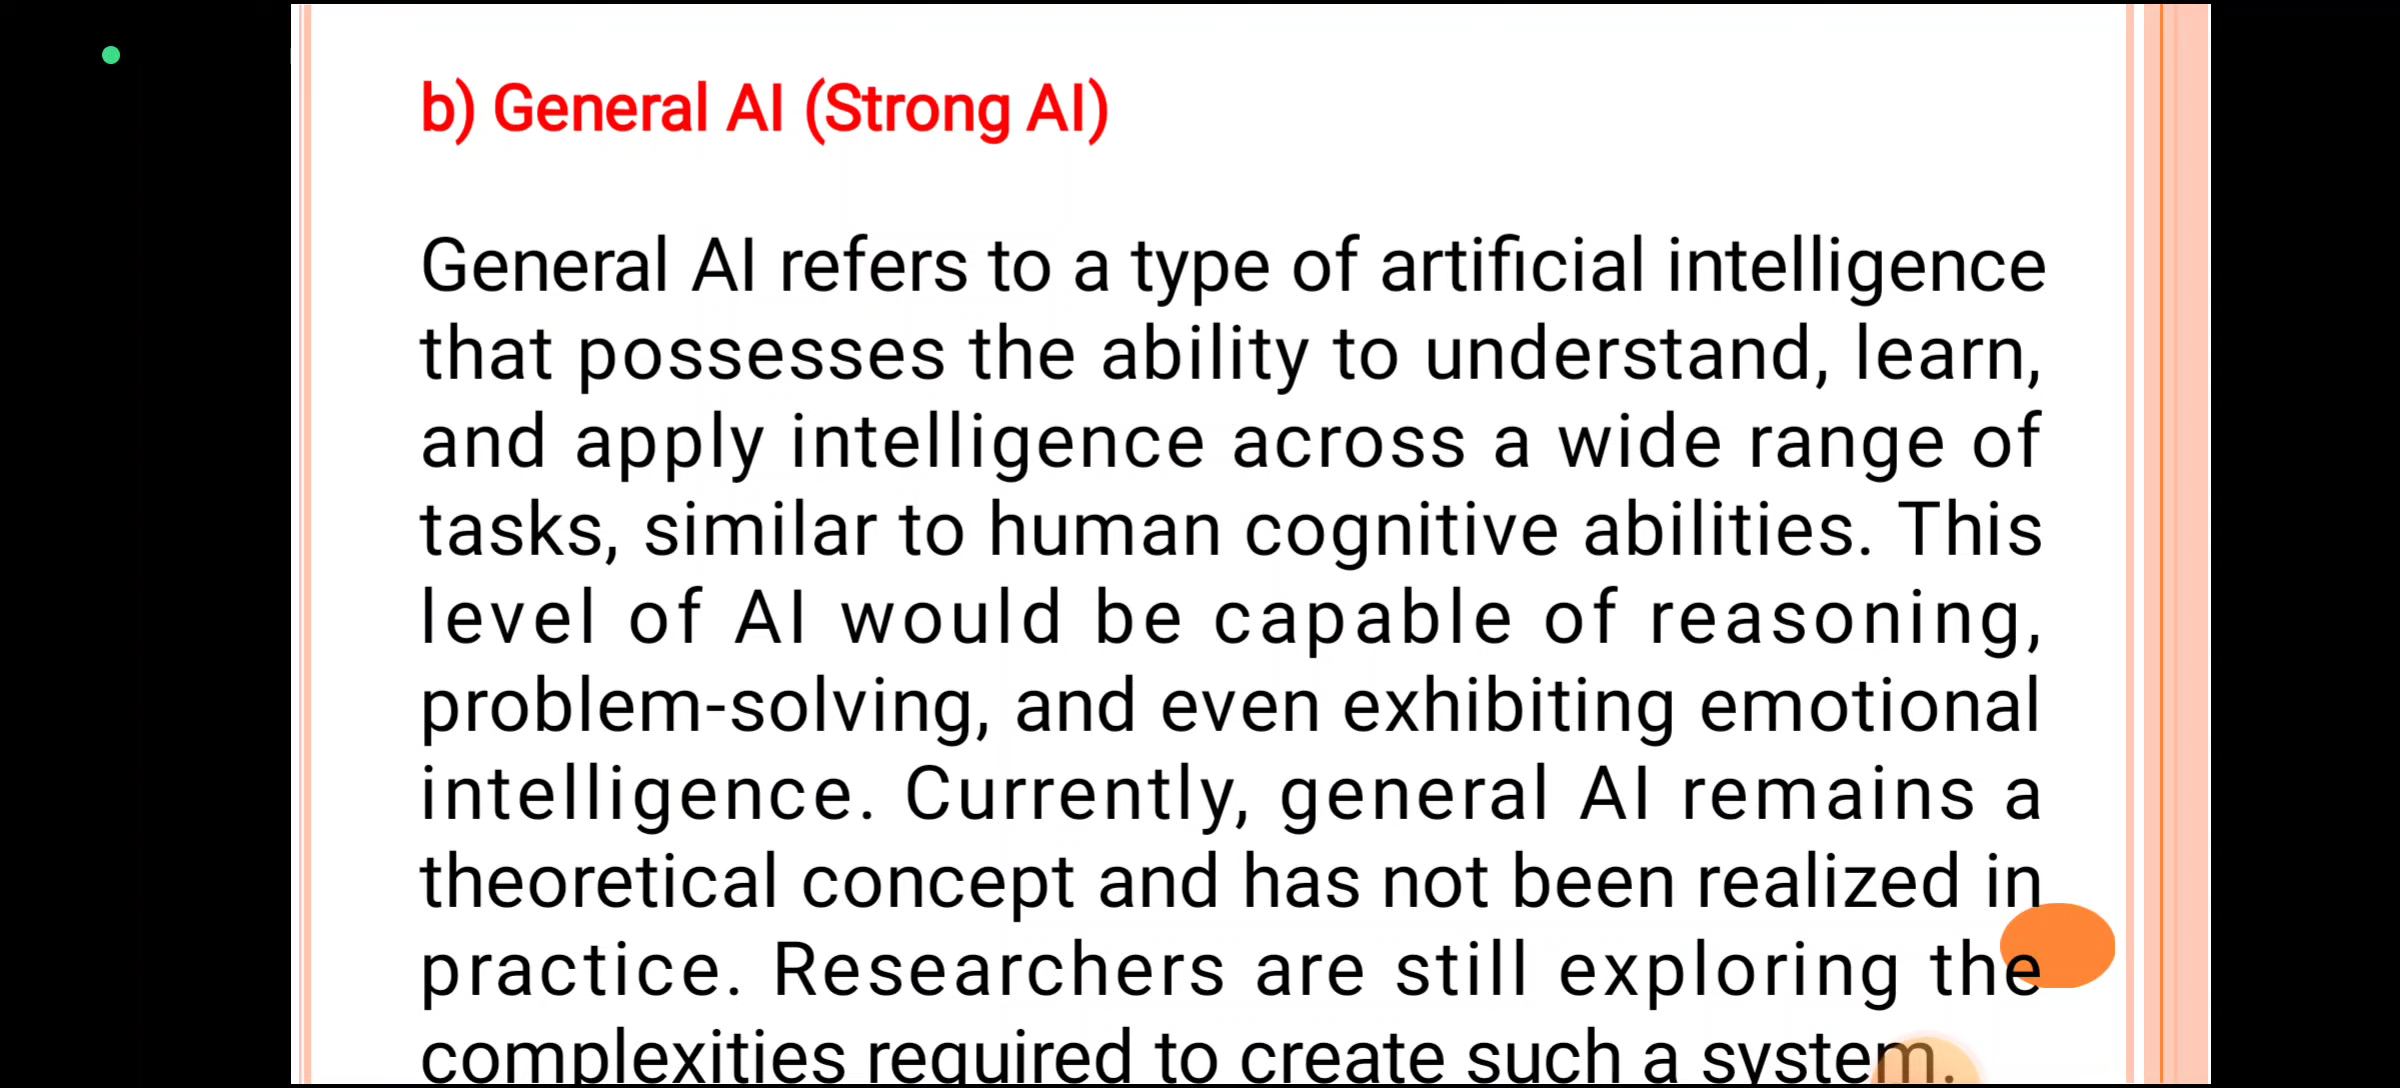 b) General AI (Strong AI)
General AI refers to a type of artificial intelligence
that possesses the ability to understand, learn,
and apply intelligence across a wide range of
tasks, similar to human cognitive abilities. This
level of AI would be capable of reasoning,
problem-solving, and even exhibiting emotional
intelligence. Currently, general AI remains a
theoretical concept and has not been realized in
practice. Researchers are still exploring the
complexities required to create such a system.